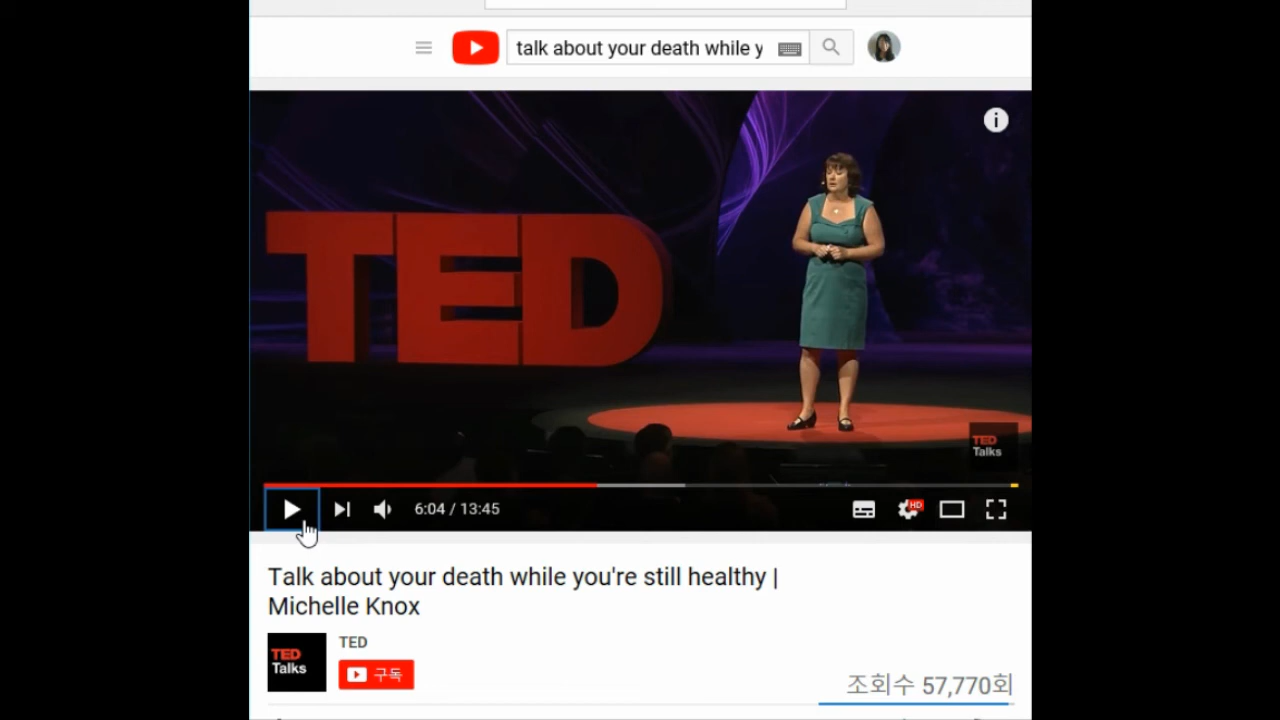 talk about your death while y
i
TED
TED
Talks
6:04 / 13:45
HD
Talk about your death while you're still healthy |
Michelle Knox
TED
TED
Talks
구독
조회수 57,770회